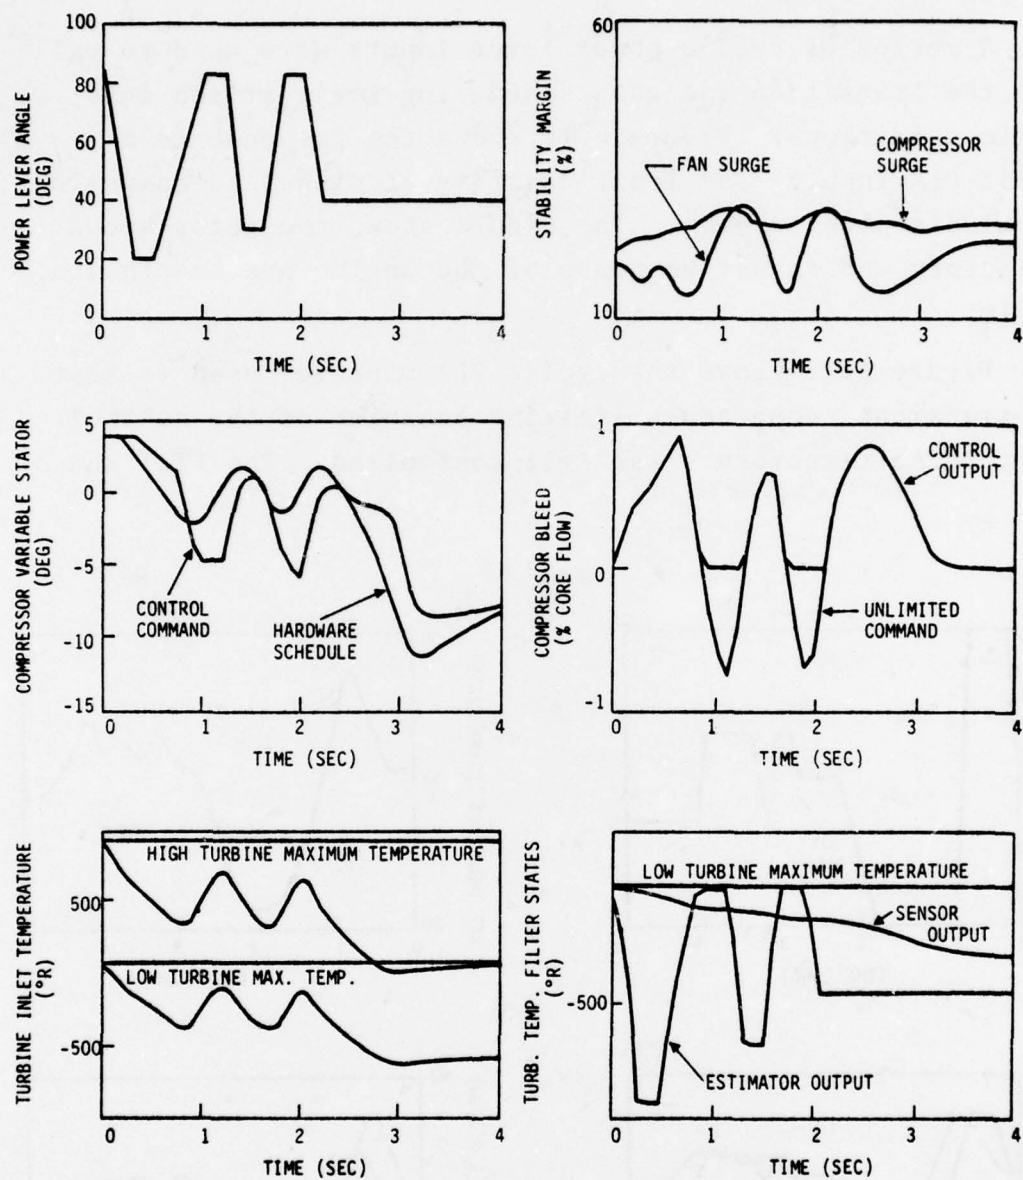 POWER LEVER ANGLE
(DEG)
100
80
60
40
20
0
0 1 2 3 4
TIME (SEC)
STABILITY MARGIN
(%)
60
10
FAN SURGE
COMPRESSOR
SURGE
0 1 2 3 4
TIME (SEC)
COMPRESSOR VARIABLE STATOR
(DEG)
5
0
-5
-10
-15
CONTROL
COMMAND
HARDWARE
SCHEDULE
0 1 2 3 4
TIME (SEC)
COMPRESSOR BLEED
(% CORE FLOW)
1
0
-1
CONTROL
OUTPUT
UNLIMITED
COMMAND
0 1 2 3 4
TIME (SEC)
TURBINE INLET TEMPERATURE
(°R)
500
-500
HIGH TURBINE MAXIMUM TEMPERATURE
LOW TURBINE MAX. TEMP.
0 1 2 3 4
TIME (SEC)
TURB. TEMP. FILTER STATES
(°R)
-500
LOW TURBINE MAXIMUM TEMPERATURE
SENSOR
OUTPUT
ESTIMATOR OUTPUT
0 1 2 3 4
TIME (SEC)